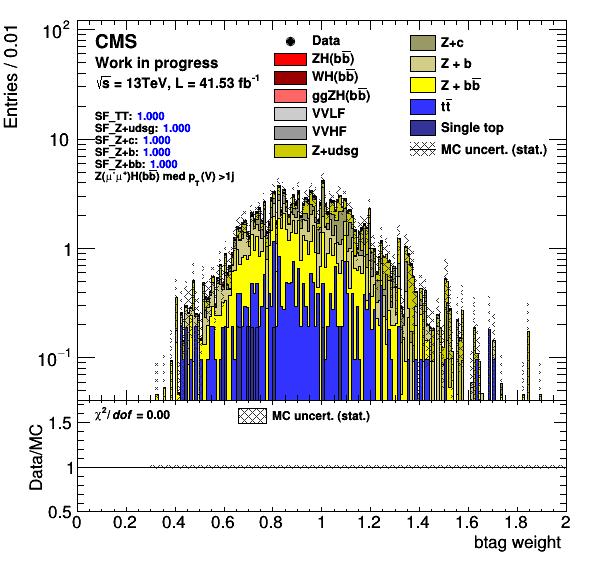 CMS
Work in progress
√s = 13TeV, L = 41.53 fb⁻¹
SF_TT: 1.000
SF_Z+udsg: 1.000
SF_Z+c: 1.000
SF_Z+b: 1.000
SF_Z+bb: 1.000
Z(μ⁻μ⁺)H(bb̅) med p_T(V) >1j
Data
ZH(bb̅)
WH(bb̅)
ggZH(bb̅)
VVLF
VVHF
Z+udsg
Z+c
Z + b
Z + bb̅
tt̅
Single top
MC uncert. (stat.)
Entries / 0.01
10²
10
1
10⁻¹
χ²/dof = 0.00
MC uncert. (stat.)
Data/MC
1.5
1
0.5
0 0.2 0.4 0.6 0.8 1 1.2 1.4 1.6 1.8 2
btag weight